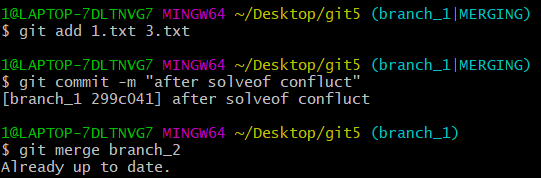 1@LAPTOP-7DLTNVG7 MINGW64 ~/Desktop/git5 (branch_1|MERGING)
$ git add 1.txt 3.txt
1@LAPTOP-7DLTNVG7 MINGW64 ~/Desktop/git5 (branch_1|MERGING)
$ git commit -m "after solveof confluct"
[branch_1 299c041] after solveof confluct
1@LAPTOP-7DLTNVG7 MINGW64 ~/Desktop/git5 (branch_1)
$ git merge branch_2
Already up to date.